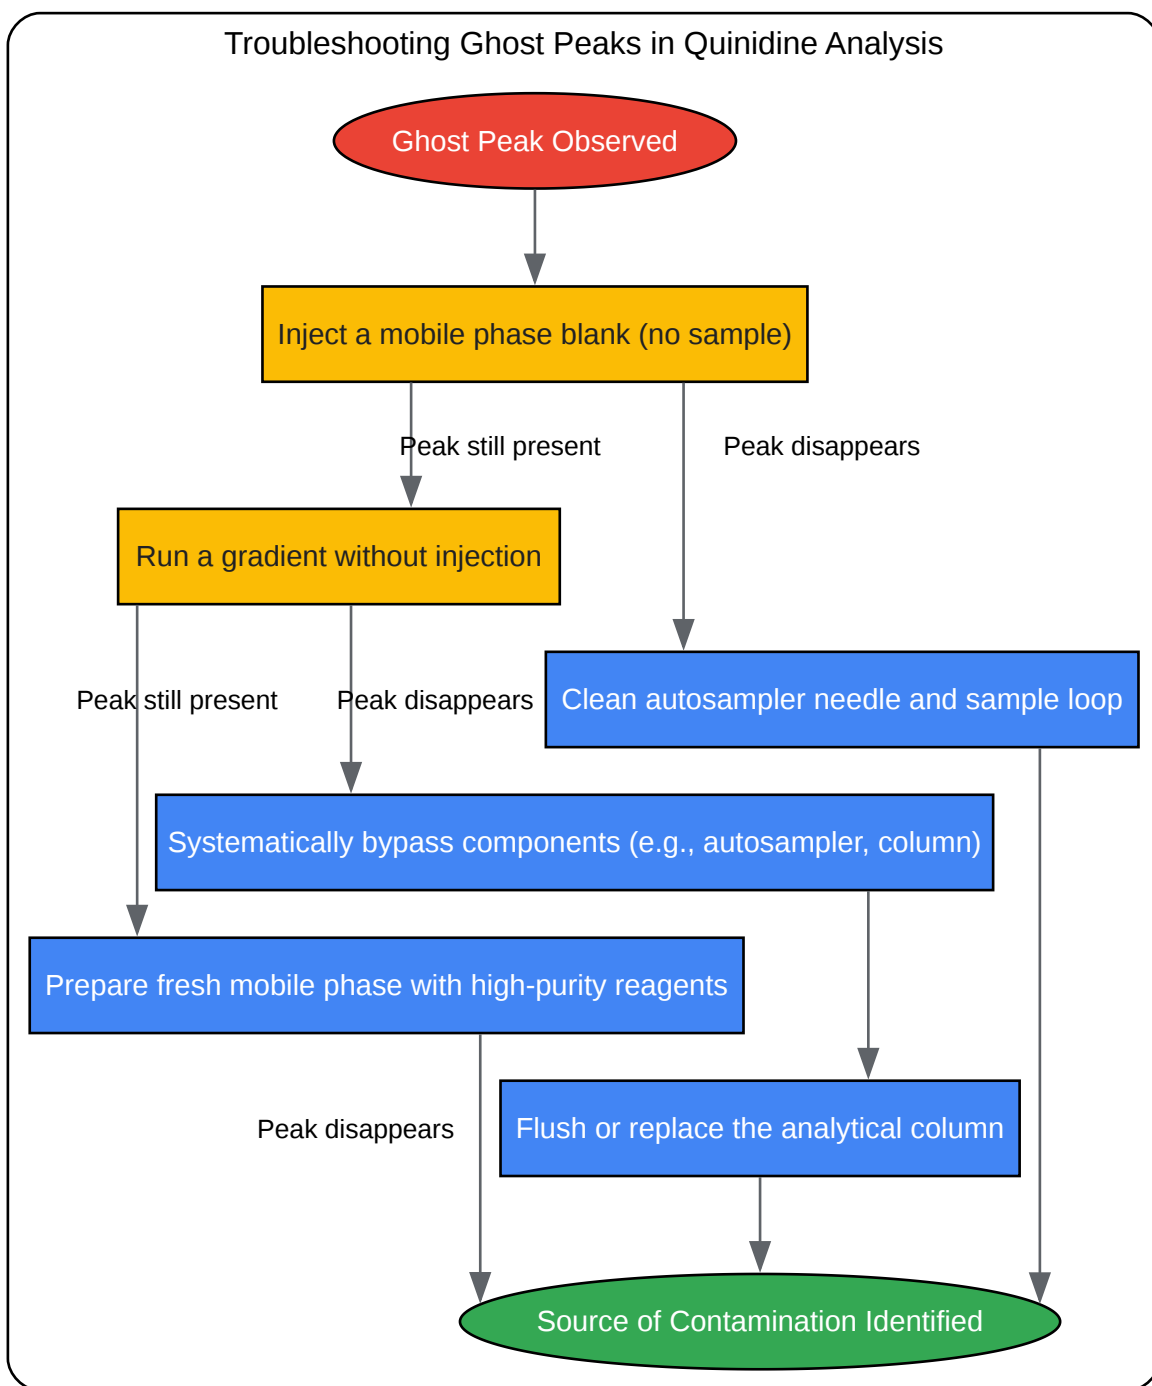 Troubleshooting Ghost Peaks in Quinidine Analysis
Ghost Peak Observed
Inject a mobile phase blank (no sample)
Peak still present
Peak disappears
Run a gradient without injection
Peak still present
Peak disappears
Clean autosampler needle and sample loop
Systematically bypass components (e.g., autosampler, column)
Prepare fresh mobile phase with high-purity reagents
Peak disappears
Flush or replace the analytical column
Source of Contamination Identified